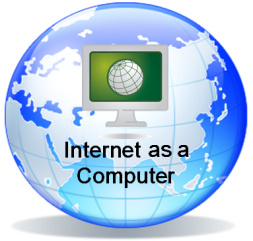 Internet as a
Computer